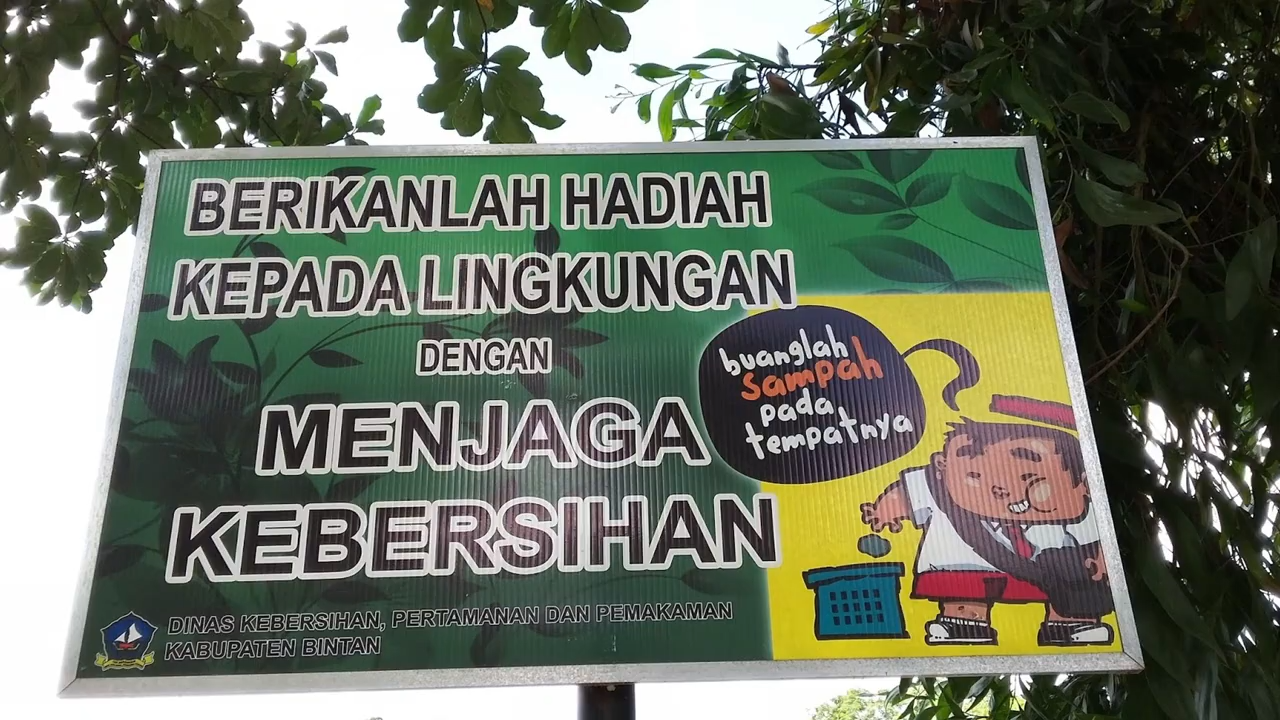 BERIKANLAH HADIAH
KEPADA LINGKUNGAN
DENGAN
MENJAGA
KEBERSIHAN
buanglah
sampah
pada
tempatnya
DINAS KEBERSIHAN, PERTAMANAN DAN PEMAKAMAN
KABUPATEN BINTAN